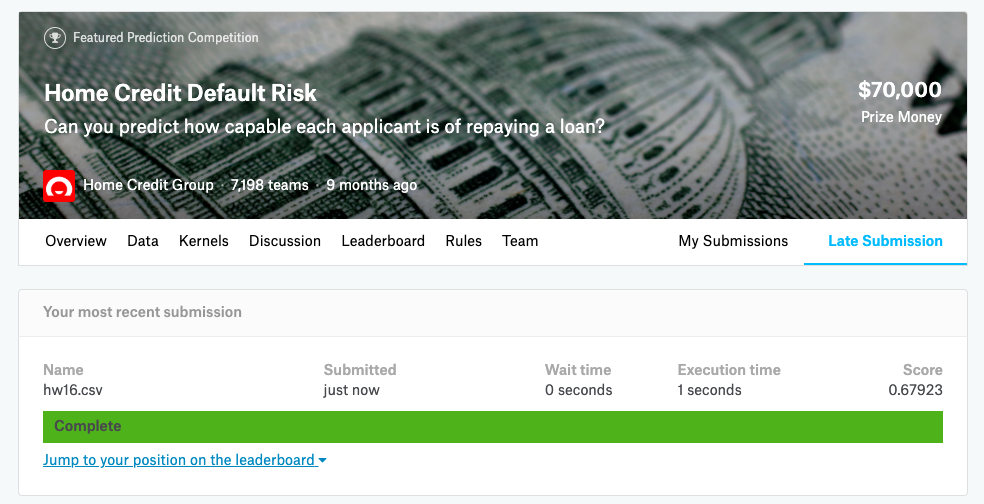 Featured Prediction Competition
Home Credit Default Risk
Can you predict how capable each applicant is of repaying a loan?
$70,000
Prize Money
Home Credit Group · 7,198 teams · 9 months ago
Overview Data Kernels Discussion Leaderboard Rules Team My Submissions Late Submission
Your most recent submission
Name Submitted Wait time Execution time Score
hw16.csv just now 0 seconds 1 seconds 0.67923
Complete
Jump to your position on the leaderboard